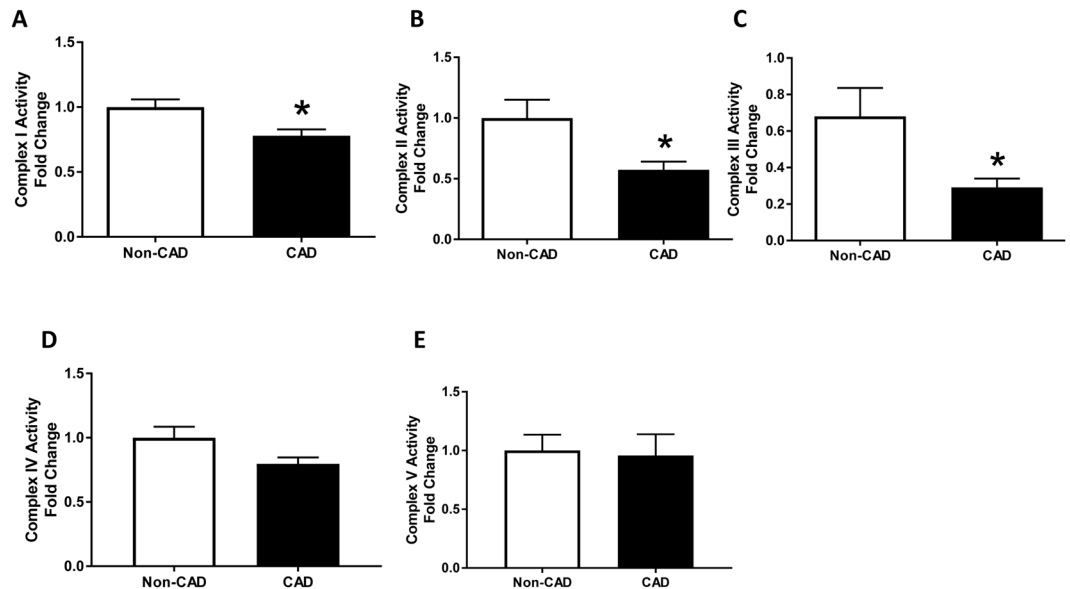 A
Complex I Activity
Fold Change
1.5
1.0
0.5
0.0
*
Non-CAD CAD
B
Complex II Activity
Fold Change
1.5
1.0
0.5
0.0
*
Non-CAD CAD
C
Complex III Activity
Fold Change
1.0
0.8
0.6
0.4
0.2
0.0
*
Non-CAD CAD
D
Complex IV Activity
Fold Change
1.5
1.0
0.5
0.0
Non-CAD CAD
E
Complex V Activity
Fold Change
1.5
1.0
0.5
0.0
Non-CAD CAD